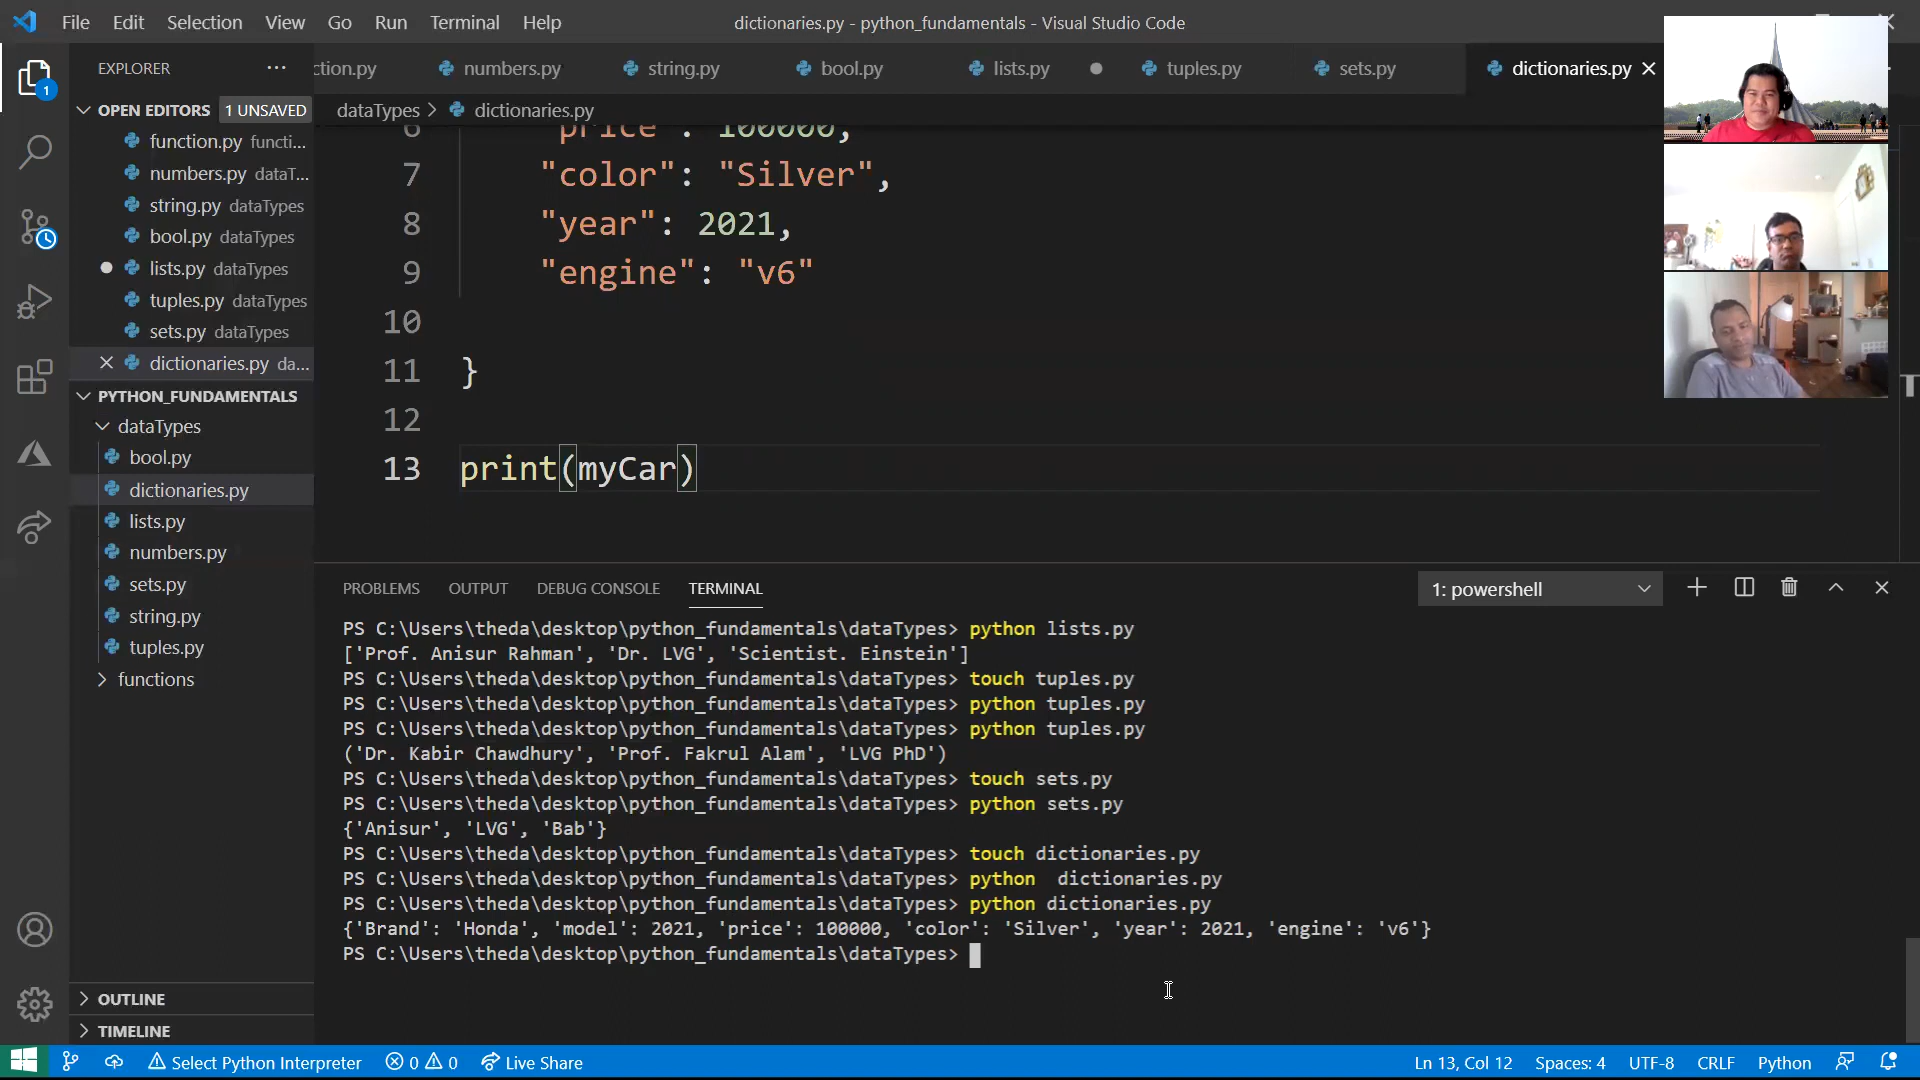 File Edit Selection View Go Run Terminal Help
dictionaries.py - python_fundamentals - Visual Studio Code
EXPLORER
ction.py numbers.py string.py bool.py lists.py tuples.py sets.py dictionaries.py
OPEN EDITORS 1 UNSAVED
function.py functi...
numbers.py dataT...
string.py dataTypes
bool.py dataTypes
lists.py dataTypes
tuples.py dataTypes
sets.py dataTypes
dictionaries.py da...
PYTHON_FUNDAMENTALS
dataTypes
bool.py
dictionaries.py
lists.py
numbers.py
sets.py
string.py
tuples.py
functions
OUTLINE
TIMELINE
1
dataTypes > dictionaries.py
6 "price": 100000,
7 "color": "Silver",
8 "year": 2021,
9 "engine": "v6"
10
11 }
12
13 print(myCar)
PROBLEMS OUTPUT DEBUG CONSOLE TERMINAL 1: powershell
PS C:\Users\theda\desktop\python_fundamentals\dataTypes> python lists.py
['Prof. Anisur Rahman', 'Dr. LVG', 'Scientist. Einstein']
PS C:\Users\theda\desktop\python_fundamentals\dataTypes> touch tuples.py
PS C:\Users\theda\desktop\python_fundamentals\dataTypes> python tuples.py
PS C:\Users\theda\desktop\python_fundamentals\dataTypes> python tuples.py
('Dr. Kabir Chawdhury', 'Prof. Fakrul Alam', 'LVG PhD')
PS C:\Users\theda\desktop\python_fundamentals\dataTypes> touch sets.py
PS C:\Users\theda\desktop\python_fundamentals\dataTypes> python sets.py
{'Anisur', 'LVG', 'Bab'}
PS C:\Users\theda\desktop\python_fundamentals\dataTypes> touch dictionaries.py
PS C:\Users\theda\desktop\python_fundamentals\dataTypes> python  dictionaries.py
PS C:\Users\theda\desktop\python_fundamentals\dataTypes> python dictionaries.py
{'Brand': 'Honda', 'model': 2021, 'price': 100000, 'color': 'Silver', 'year': 2021, 'engine': 'v6'}
PS C:\Users\theda\desktop\python_fundamentals\dataTypes>
Select Python Interpreter 0 0 Live Share Ln 13, Col 12 Spaces: 4 UTF-8 CRLF Python